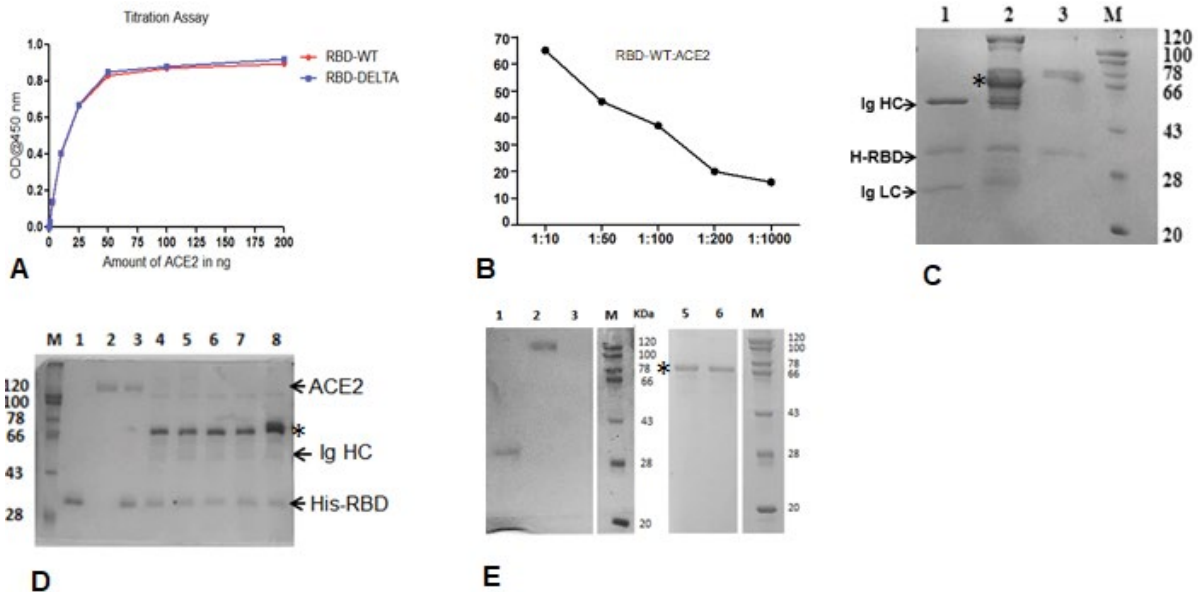 Titration Assay
1.0
0.8
0.6
0.4
0.2
0.0
OD@450 nm
0 25 50 75 100 125 150 175 200
Amount of ACE2 in ng
RBD-WT
RBD-DELTA
A
70
60
50
40
30
20
10
0
RBD-WT:ACE2
1:10 1:50 1:100 1:200 1:1000
B
1 2 3 M
120
100
78
66
43
28
20
*
Ig HC
H-RBD
Ig LC
C
M 1 2 3 4 5 6 7 8
120
100
78
66
43
28
ACE2
*
Ig HC
His-RBD
D
1 2 3 M KDa 5 6 M
120
100
78
66
43
28
20
*
120
100
78
66
43
28
20
E